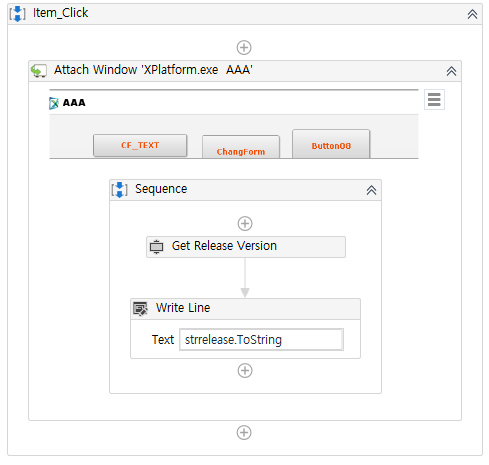 Item_Click
Attach Window 'XPlatform.exe  AAA'
AAA
CF_TEXT
ChangForm
Button00
Sequence
Get Release Version
Write Line
Text strrelease.ToString